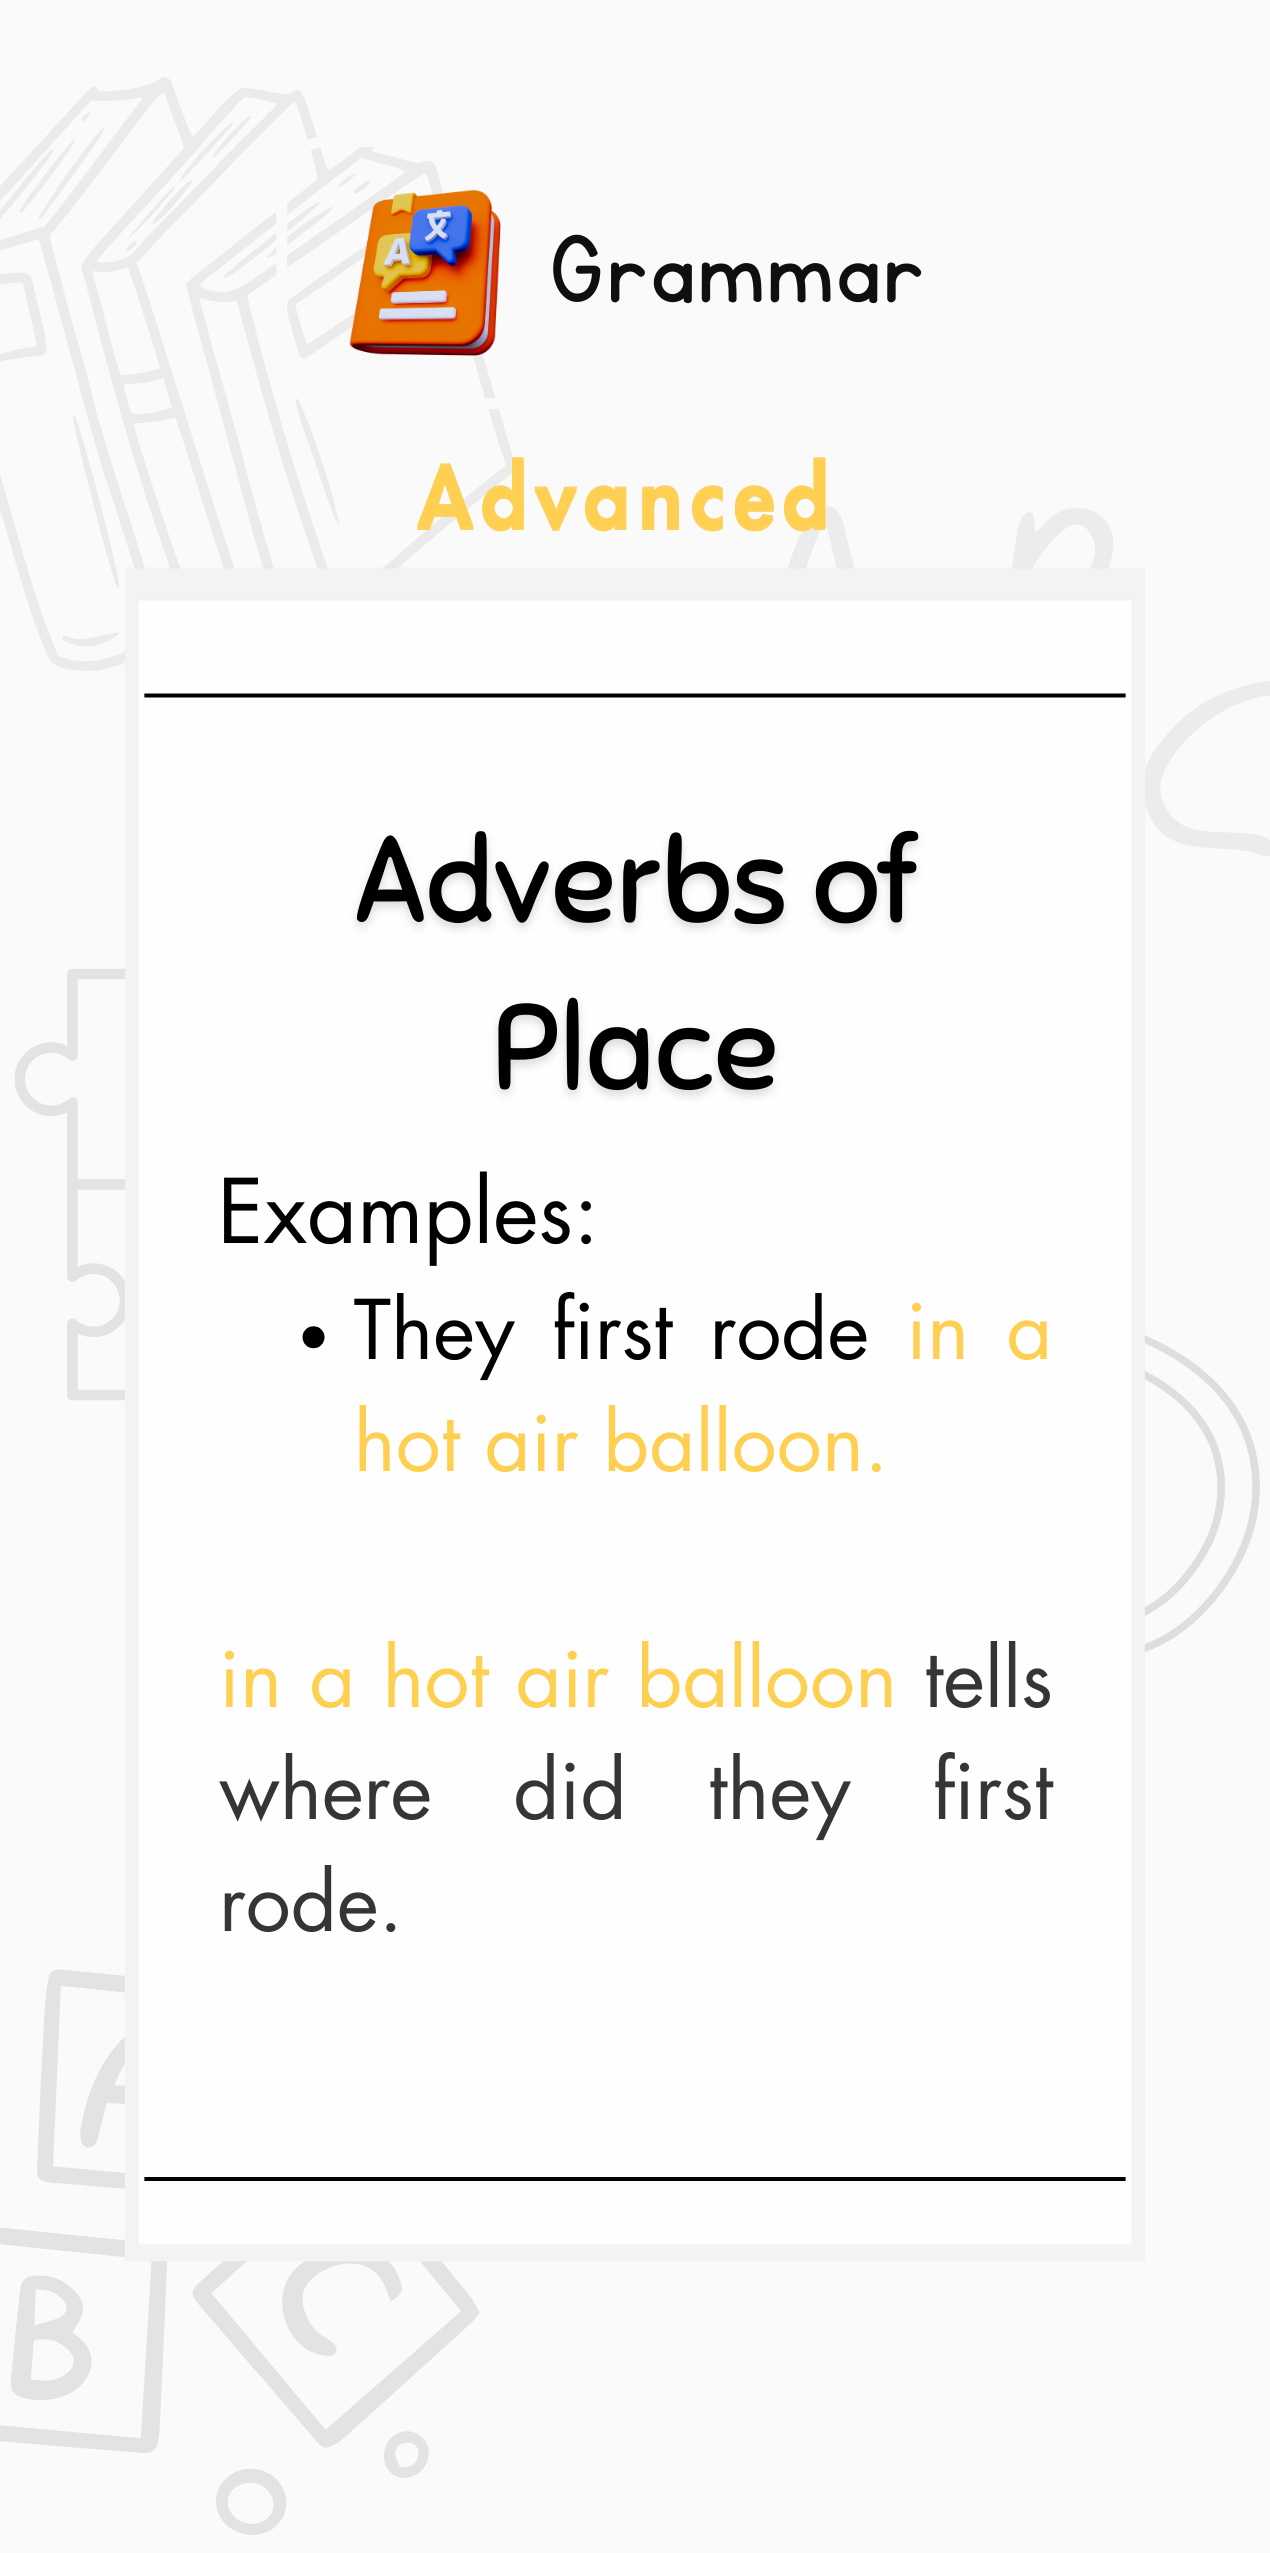 A 文
Grammar
Advanced
Adverbs of
Place
Examples:
• They first rode in a
hot air balloon.
in a hot air balloon tells
where did they first
rode.
A
B
C